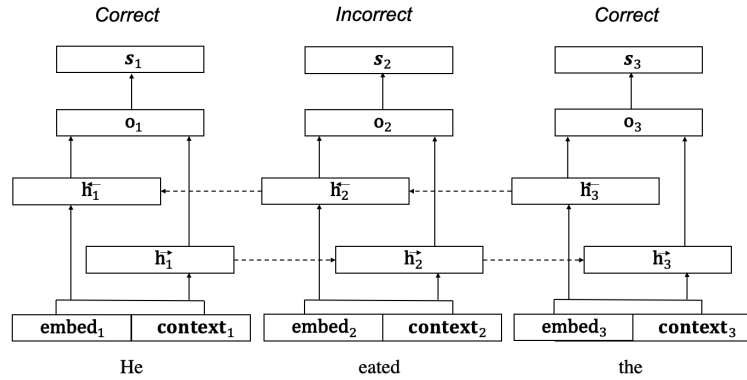 Correct Incorrect Correct
s₁ s₂ s₃
o₁ o₂ o₃
h₁← h₂← h₃←
h₁→ h₂→ h₃→
embed₁ context₁ embed₂ context₂ embed₃ context₃
He eated the